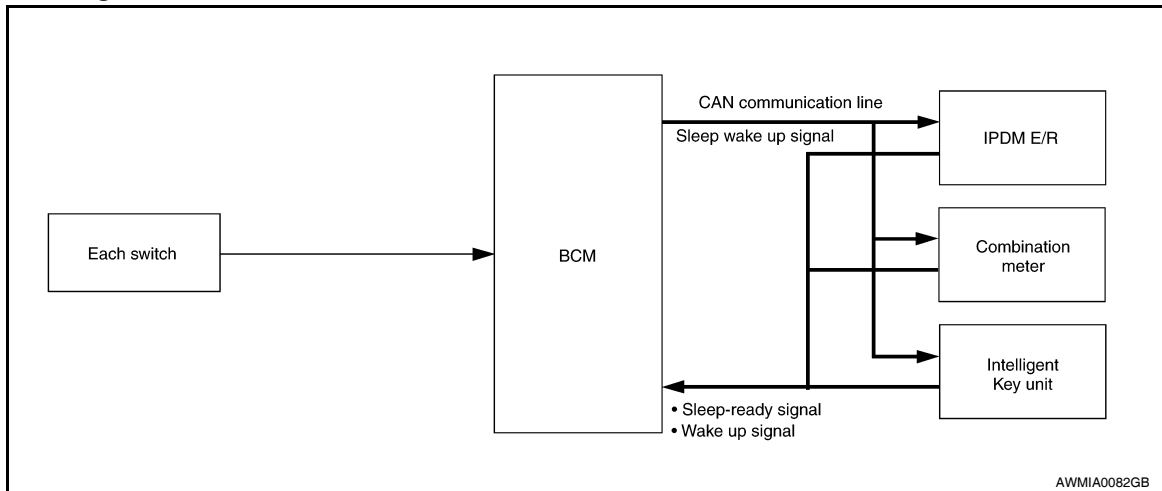 CAN communication line
Sleep wake up signal
IPDM E/R
Each switch
BCM
Combination
meter
Intelligent
Key unit
• Sleep-ready signal
• Wake up signal
AWMIA0082GB